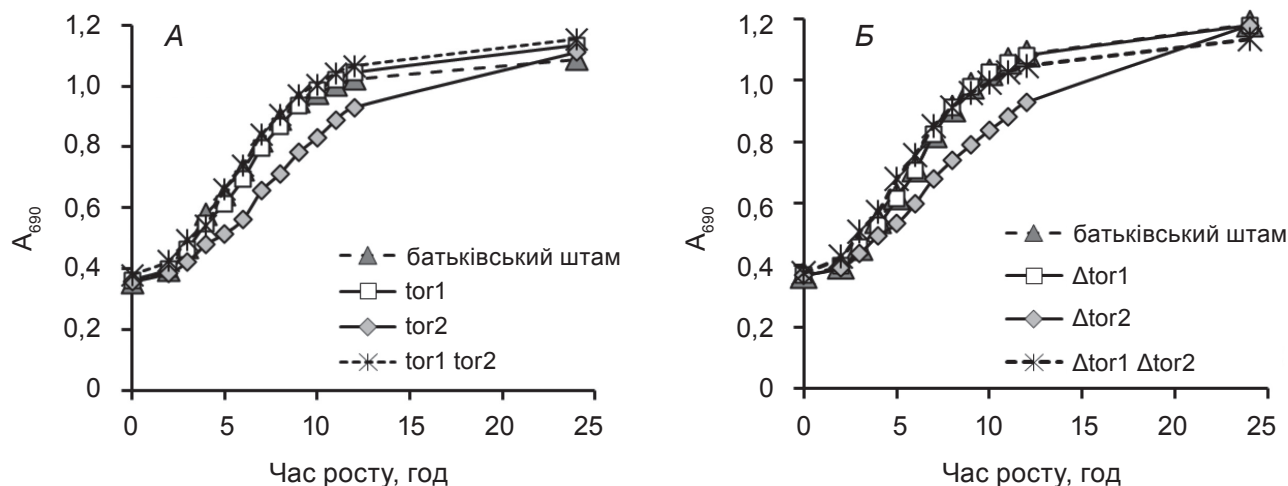 А
1,2
1,0
0,8
0,6
0,4
0,2
0
A690
0 5 10 15 20 25
Час росту, год
батьківський штам
tor1
tor2
tor1 tor2
Б
1,2
1,0
0,8
0,6
0,4
0,2
0
A690
0 5 10 15 20 25
Час росту, год
батьківський штам
Δtor1
Δtor2
Δtor1 Δtor2